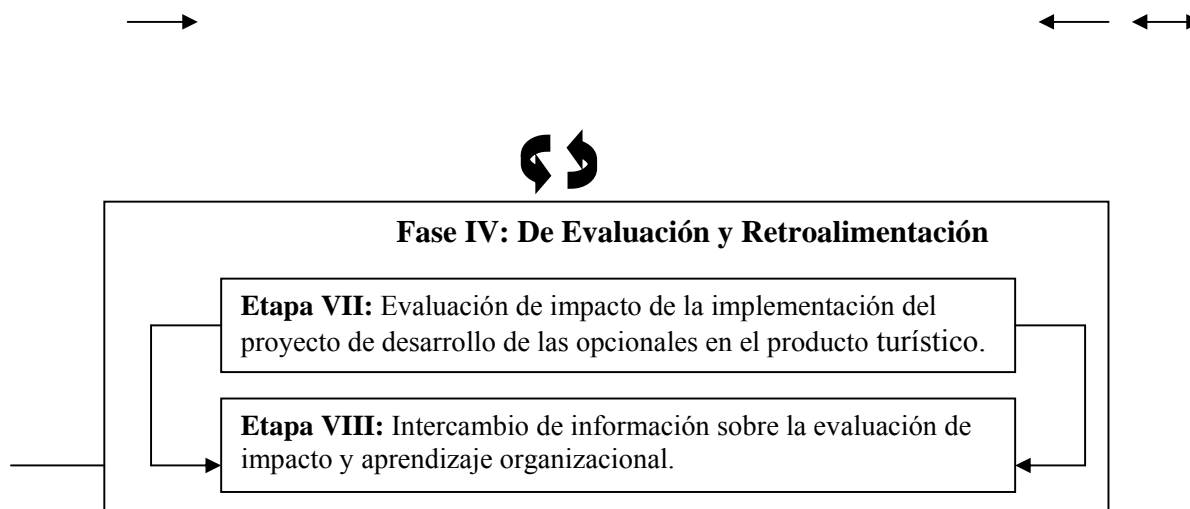 Fase IV: De Evaluación y Retroalimentación
Etapa VII: Evaluación de impacto de la implementación del
proyecto de desarrollo de las opcionales en el producto turístico.
Etapa VIII: Intercambio de información sobre la evaluación de
impacto y aprendizaje organizacional.